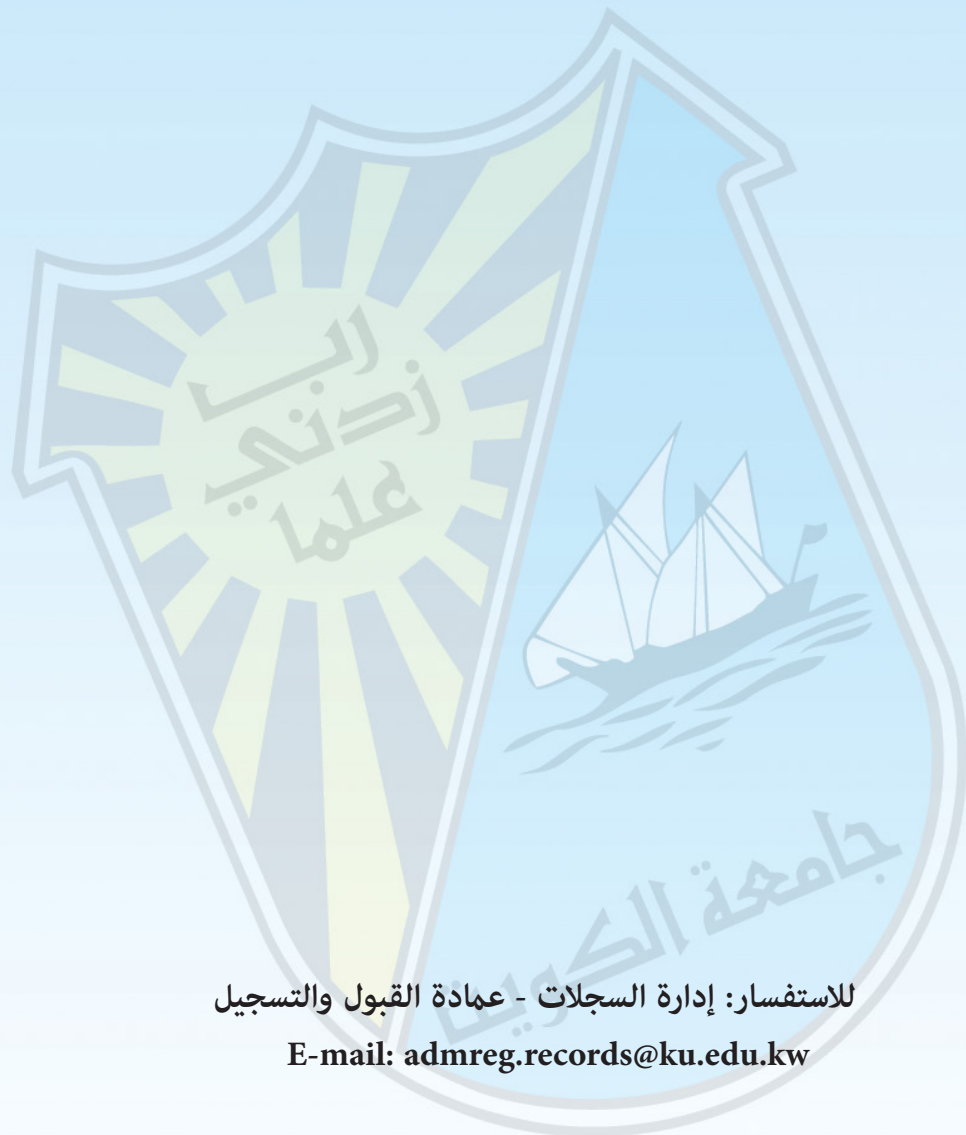 رب
زدني
علما
جامعة الكويت
للاستفسار: إدارة السجلات - عمادة القبول والتسجيل
E-mail: admreg.records@ku.edu.kw